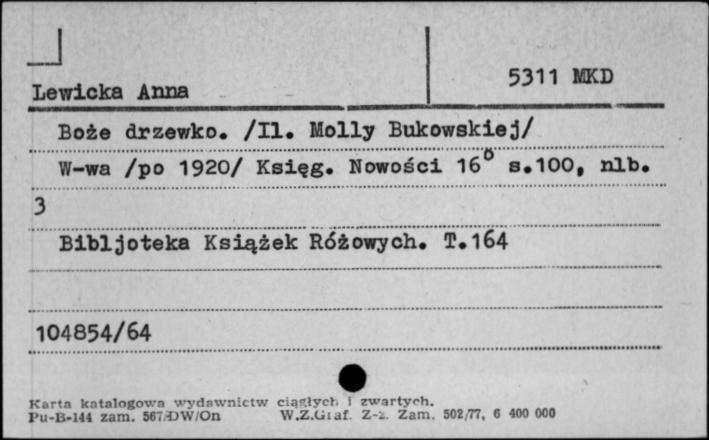 5311 MKD
Lewicka Anna
Boże drzewko. /Il. Molly Bukowskiej/
W-wa /po 1920/ Księg. Nowości 16° s.100, nlb.
3
Bibljoteka Książek Różowych. T.164
104854/64
Karta katalogowa wydawnictw ciągłych i zwartych.
Pu-B-144 zam. 567/DW/On W.Z.Graf. Z-2. Zam. 502/77, 6 400 000